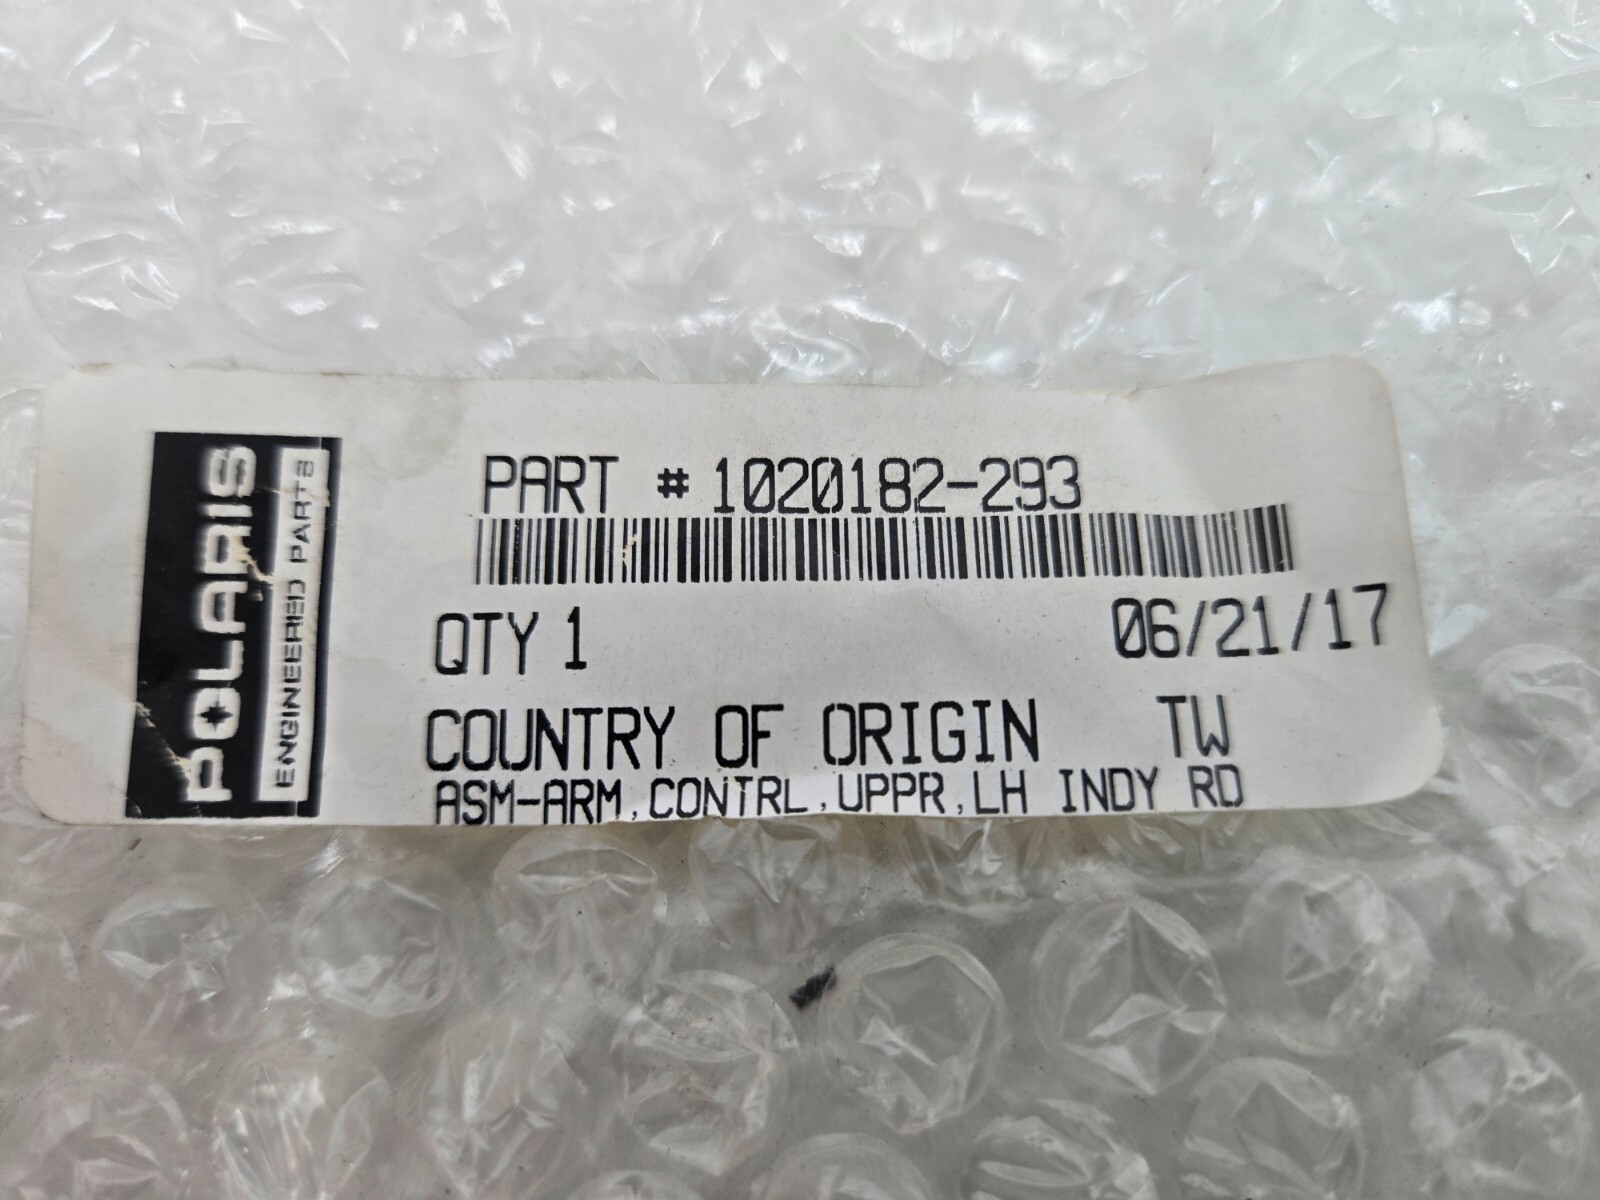 POLARIS
ENGINEERED PARTS
PART # 1020182-293
QTY 1 06/21/17
COUNTRY OF ORIGIN TW
ASM-ARM, CONTRL, UPPR, LH INDY RD